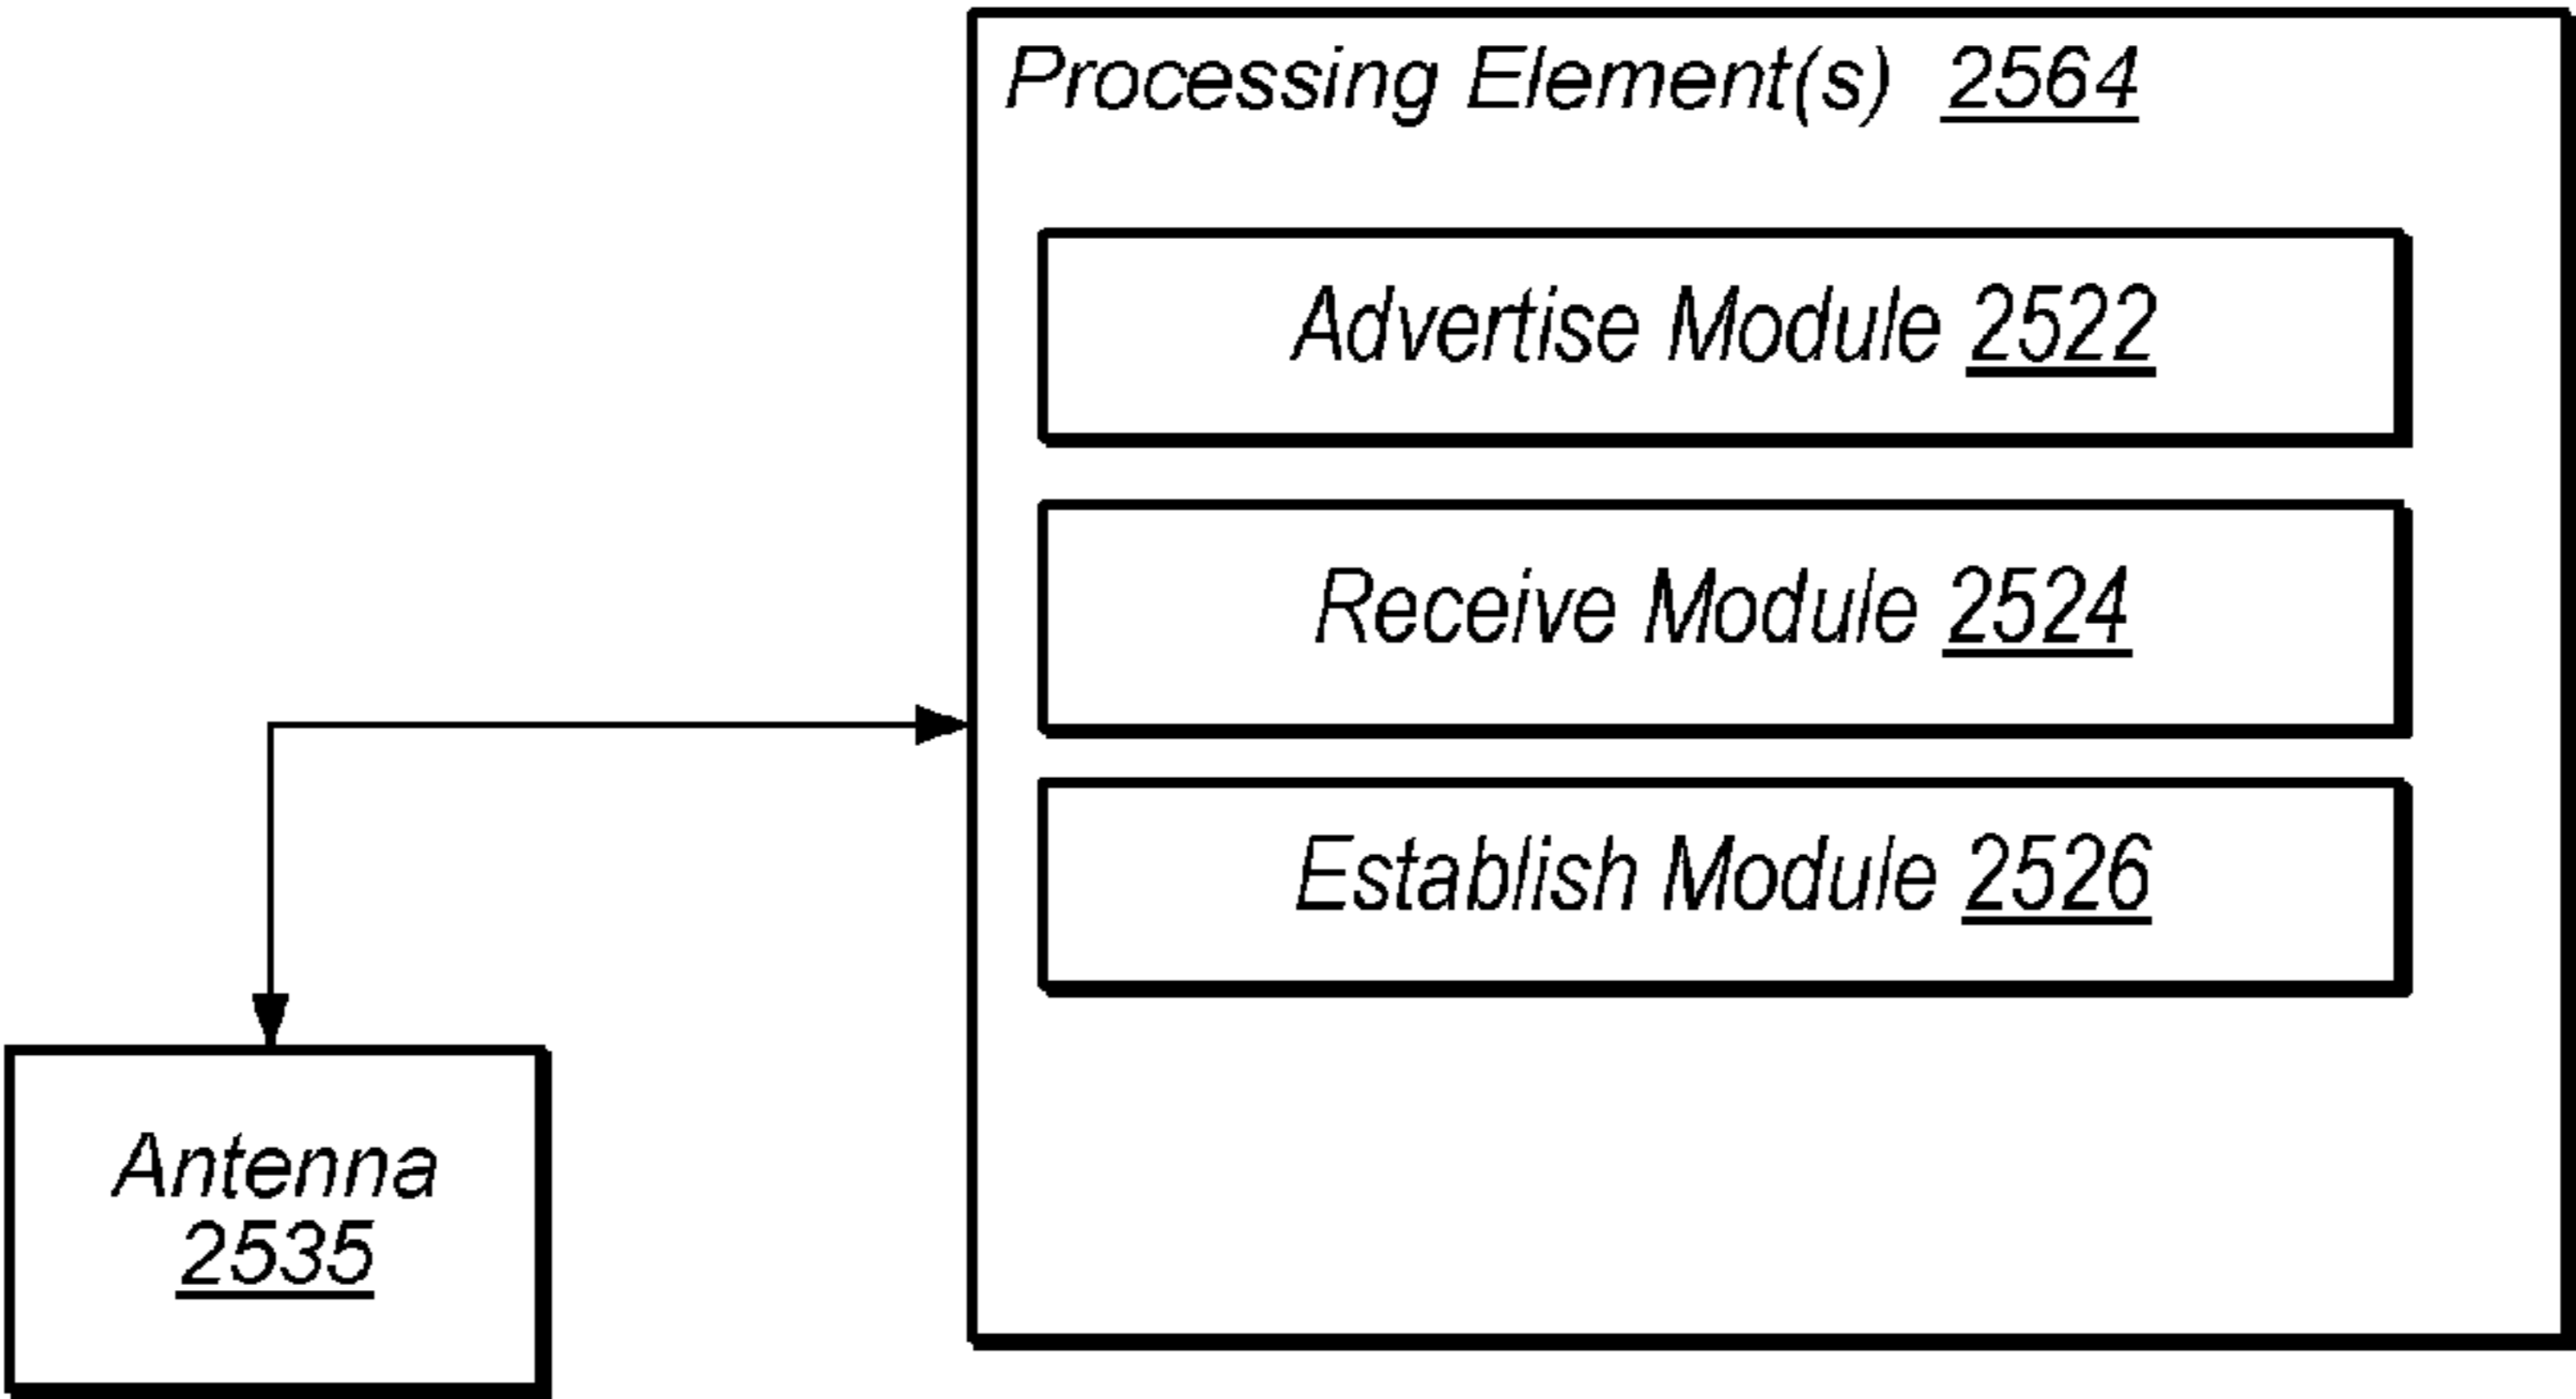 Processing Element(s) 2564
Advertise Module 2522
Receive Module 2524
Establish Module 2526
Antenna
2535